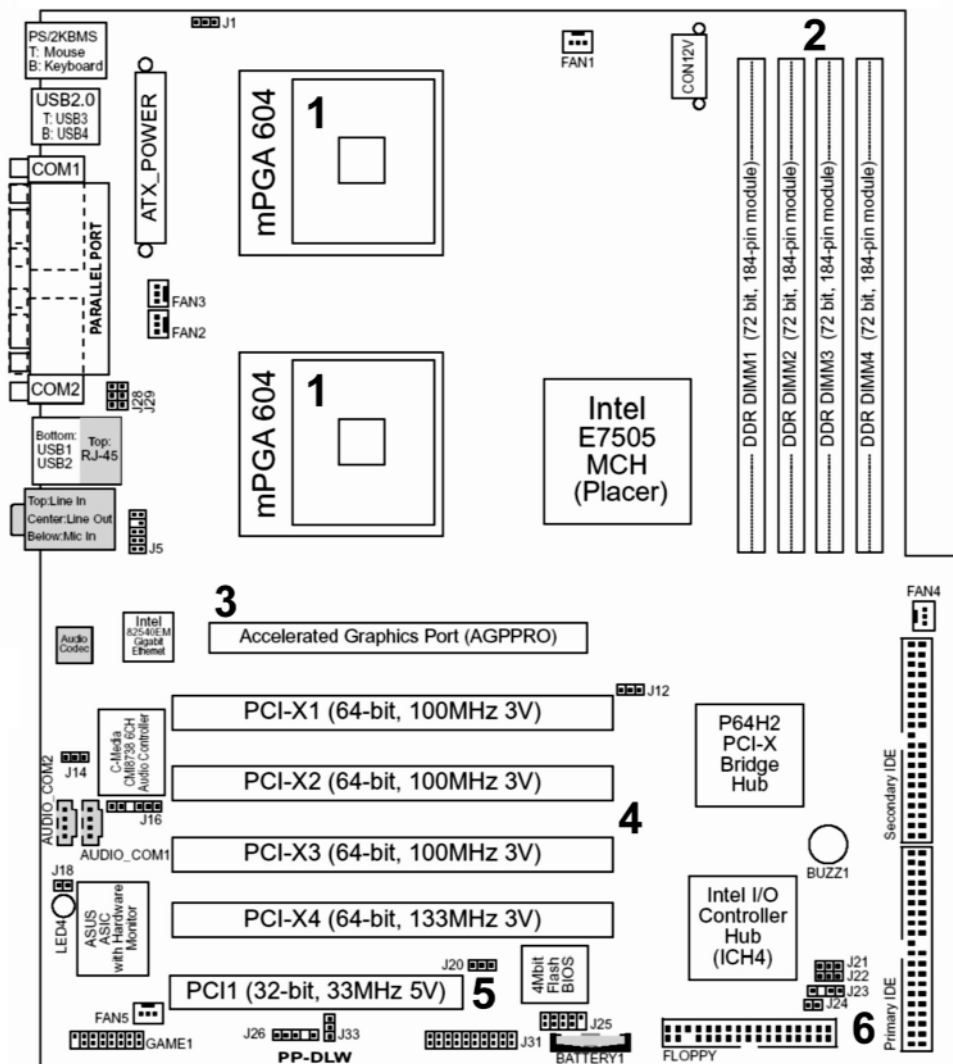 J1
PS/2KBMS
T: Mouse
B: Keyboard
USB2.0
T: USB3
B: USB4
COM1
PARALLEL PORT
COM2
ATX_POWER
FAN3
FAN2
J28
J29
Bottom:
USB1
USB2
Top:
RJ-45
Top:Line In
Center:Line Out
Below:Mic In
J5
mPGA 604
1
mPGA 604
1
FAN1
CON12V
2
DDR DIMM1 (72 bit, 184-pin module)
DDR DIMM2 (72 bit, 184-pin module)
DDR DIMM3 (72 bit, 184-pin module)
DDR DIMM4 (72 bit, 184-pin module)
Intel
E7505
MCH
(Placer)
FAN4
3
Audio
Codec
Intel
82540EM
Gigabit
Ethernet
Accelerated Graphics Port (AGPPRO)
J12
PCI-X1 (64-bit, 100MHz 3V)
PCI-X2 (64-bit, 100MHz 3V)
4
PCI-X3 (64-bit, 100MHz 3V)
PCI-X4 (64-bit, 133MHz 3V)
C-Media
CMI8738 6CH
Audio Controller
J14
AUDIO_COM2
J16
AUDIO_COM1
J18
LED4
ASUS
ASIC
with Hardware
Monitor
P64H2
PCI-X
Bridge
Hub
Secondary IDE
BUZZ1
Intel I/O
Controller
Hub
(ICH4)
J20
5
PCI1 (32-bit, 33MHz 5V)
4Mbit
Flash
BIOS
J21
J22
J23
J24
6
Primary IDE
FAN5
GAME1
J26
J33
PP-DLW
J31
J25
BATTERY1
FLOPPY